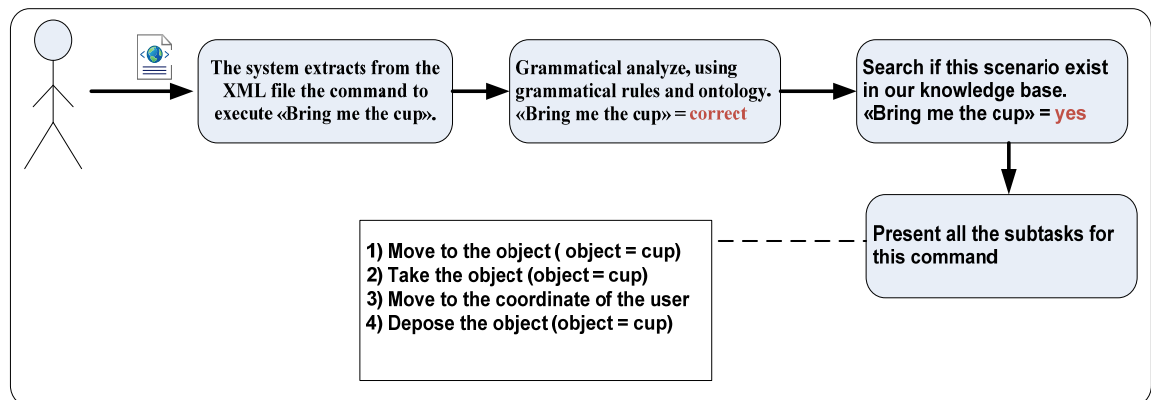 The system extracts from the
XML file the command to
execute «Bring me the cup».
Grammatical analyze, using
grammatical rules and ontology.
«Bring me the cup» = correct
Search if this scenario exist
in our knowledge base.
«Bring me the cup» = yes
Present all the subtasks for
this command
1) Move to the object ( object = cup)
2) Take the object (object = cup)
3) Move to the coordinate of the user
4) Depose the object (object = cup)